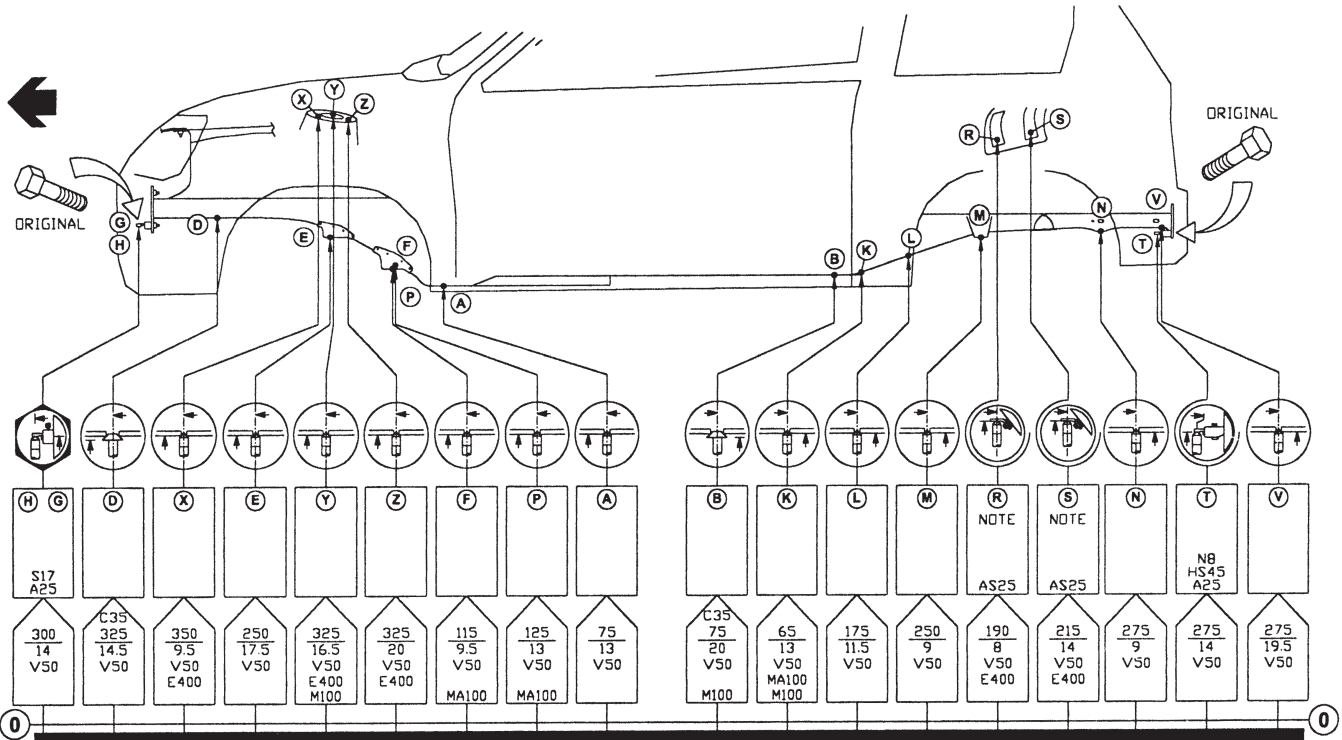 X
Y
Z
R
S
ORIGINAL
ORIGINAL
G
H
D
E
F
P
A
B
K
L
M
N
V
T
H G
S17
A25
D
X
E
Y
Z
F
P
A
B
K
L
M
R
NOTE
AS25
S
NOTE
AS25
N
T
N8
HS45
A25
V
300
14
V50
C35
325
14.5
V50
350
9.5
V50
E400
250
17.5
V50
325
16.5
V50
E400
M100
325
20
V50
E400
115
9.5
V50
MA100
125
13
V50
MA100
75
13
V50
C35
75
20
V50
M100
65
13
V50
MA100
M100
175
11.5
V50
250
9
V50
190
8
V50
E400
215
14
V50
E400
275
9
V50
275
14
V50
275
19.5
V50
0
0